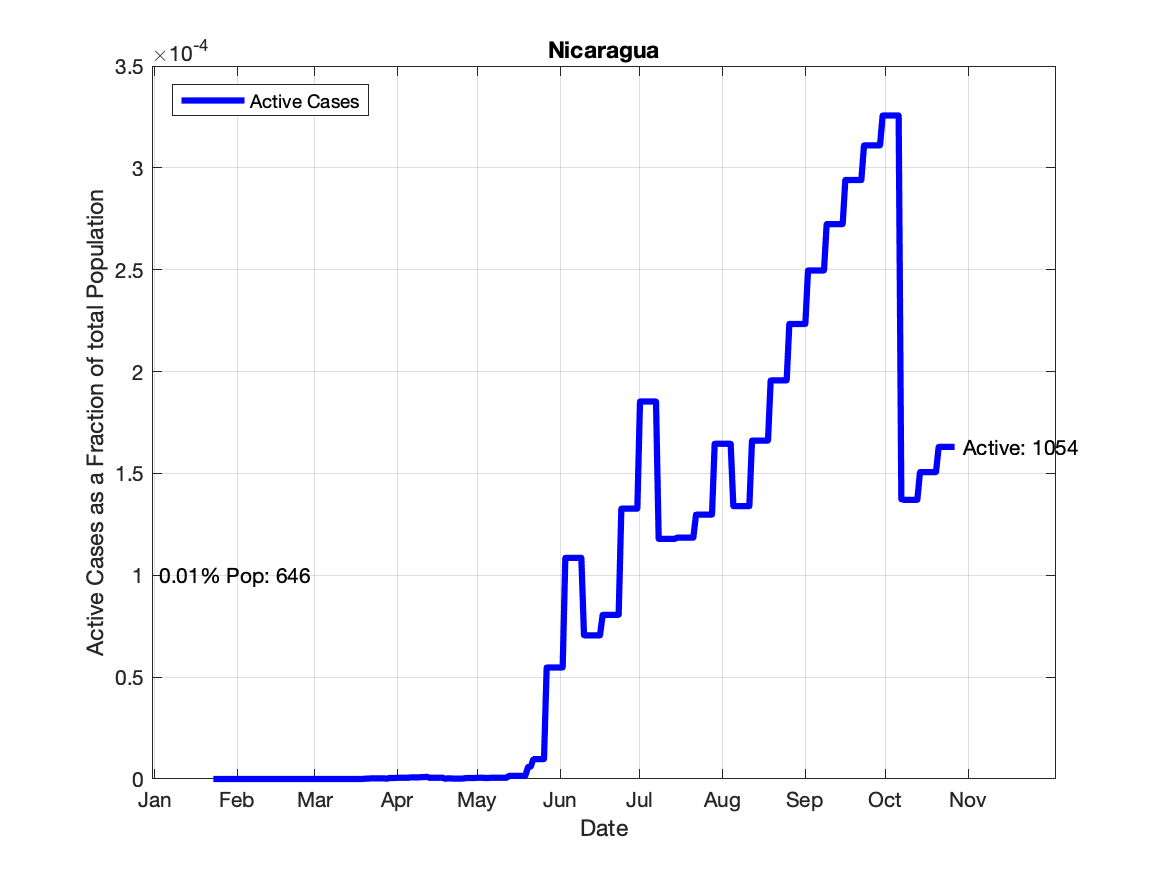 Nicaragua
×10-4
Active Cases
3.5
3
2.5
2
1.5
1
0.5
0
Active Cases as a Fraction of total Population
0.01% Pop: 646
Active: 1054
Jan Feb Mar Apr May Jun Jul Aug Sep Oct Nov
Date